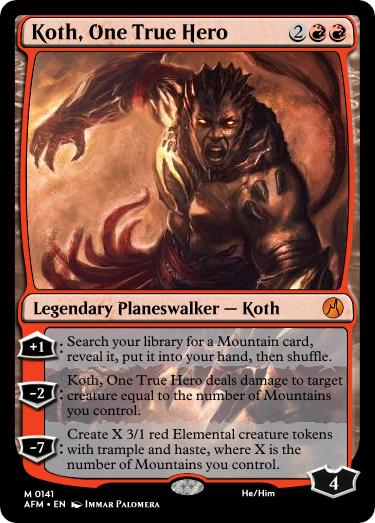 Koth, One True Hero 2
Legendary Planeswalker — Koth
+1: Search your library for a Mountain card,
reveal it, put it into your hand, then shuffle.
-2: Koth, One True Hero deals damage to target
creature equal to the number of Mountains
you control.
-7: Create X 3/1 red Elemental creature tokens
with trample and haste, where X is the
number of Mountains you control.
4
M 0141 He/Him
AFM • EN Immar Palomera